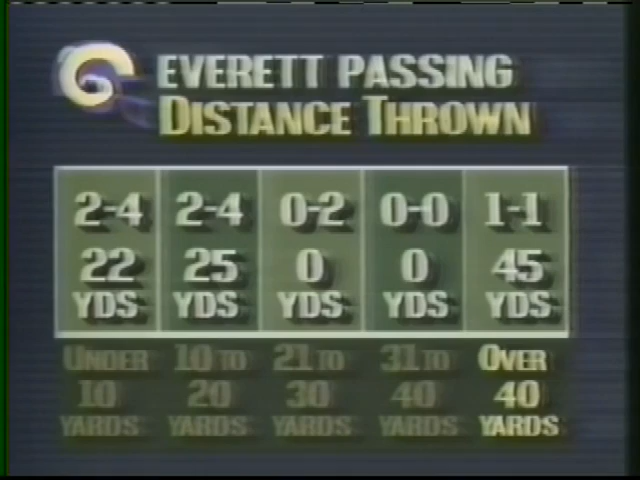 EVERETT PASSING
DISTANCE THROWN
2-4 2-4 0-2 0-0 1-1
22 25 0 0 45
YDS YDS YDS YDS YDS
UNDER 10 TO 21 TO 31 TO OVER
10 20 30 40 40
YARDS YARDS YARDS YARDS YARDS